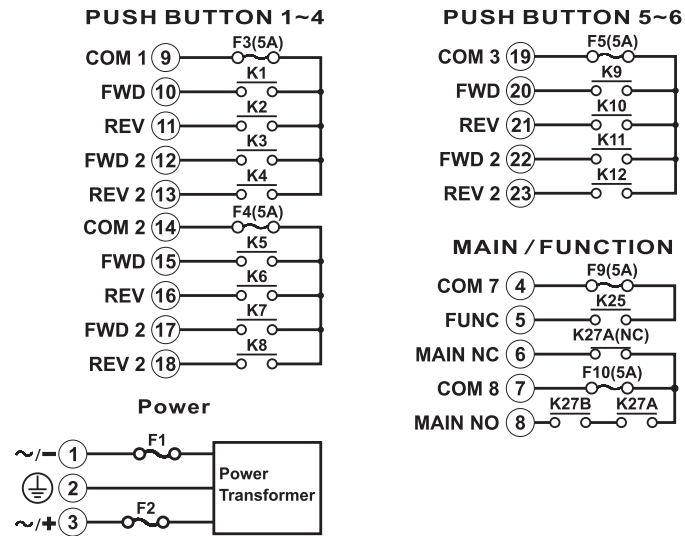 PUSH BUTTON 1~4
F3(5A)
COM 1 9
K1
FWD 10
K2
REV 11
K3
FWD 2 12
K4
REV 2 13
F4(5A)
COM 2 14
K5
FWD 15
K6
REV 16
K7
FWD 2 17
K8
REV 2 18
Power
F1
~/- 1
2
F2
~/+ 3
Power
Transformer
PUSH BUTTON 5~6
F5(5A)
COM 3 19
K9
FWD 20
K10
REV 21
K11
FWD 2 22
K12
REV 2 23
MAIN / FUNCTION
F9(5A)
COM 7 4
K25
FUNC 5
K27A(NC)
MAIN NC 6
F10(5A)
COM 8 7
K27B K27A
MAIN NO 8